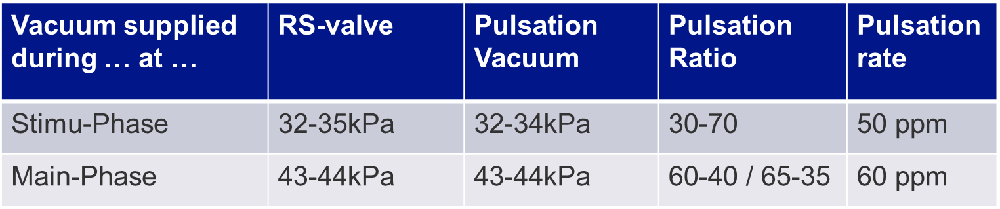 Vacuum supplied during … at … RS-valve Pulsation Vacuum Pulsation Ratio Pulsation rate
Stimu-Phase 32-35kPa 32-34kPa 30-70 50 ppm
Main-Phase 43-44kPa 43-44kPa 60-40 / 65-35 60 ppm